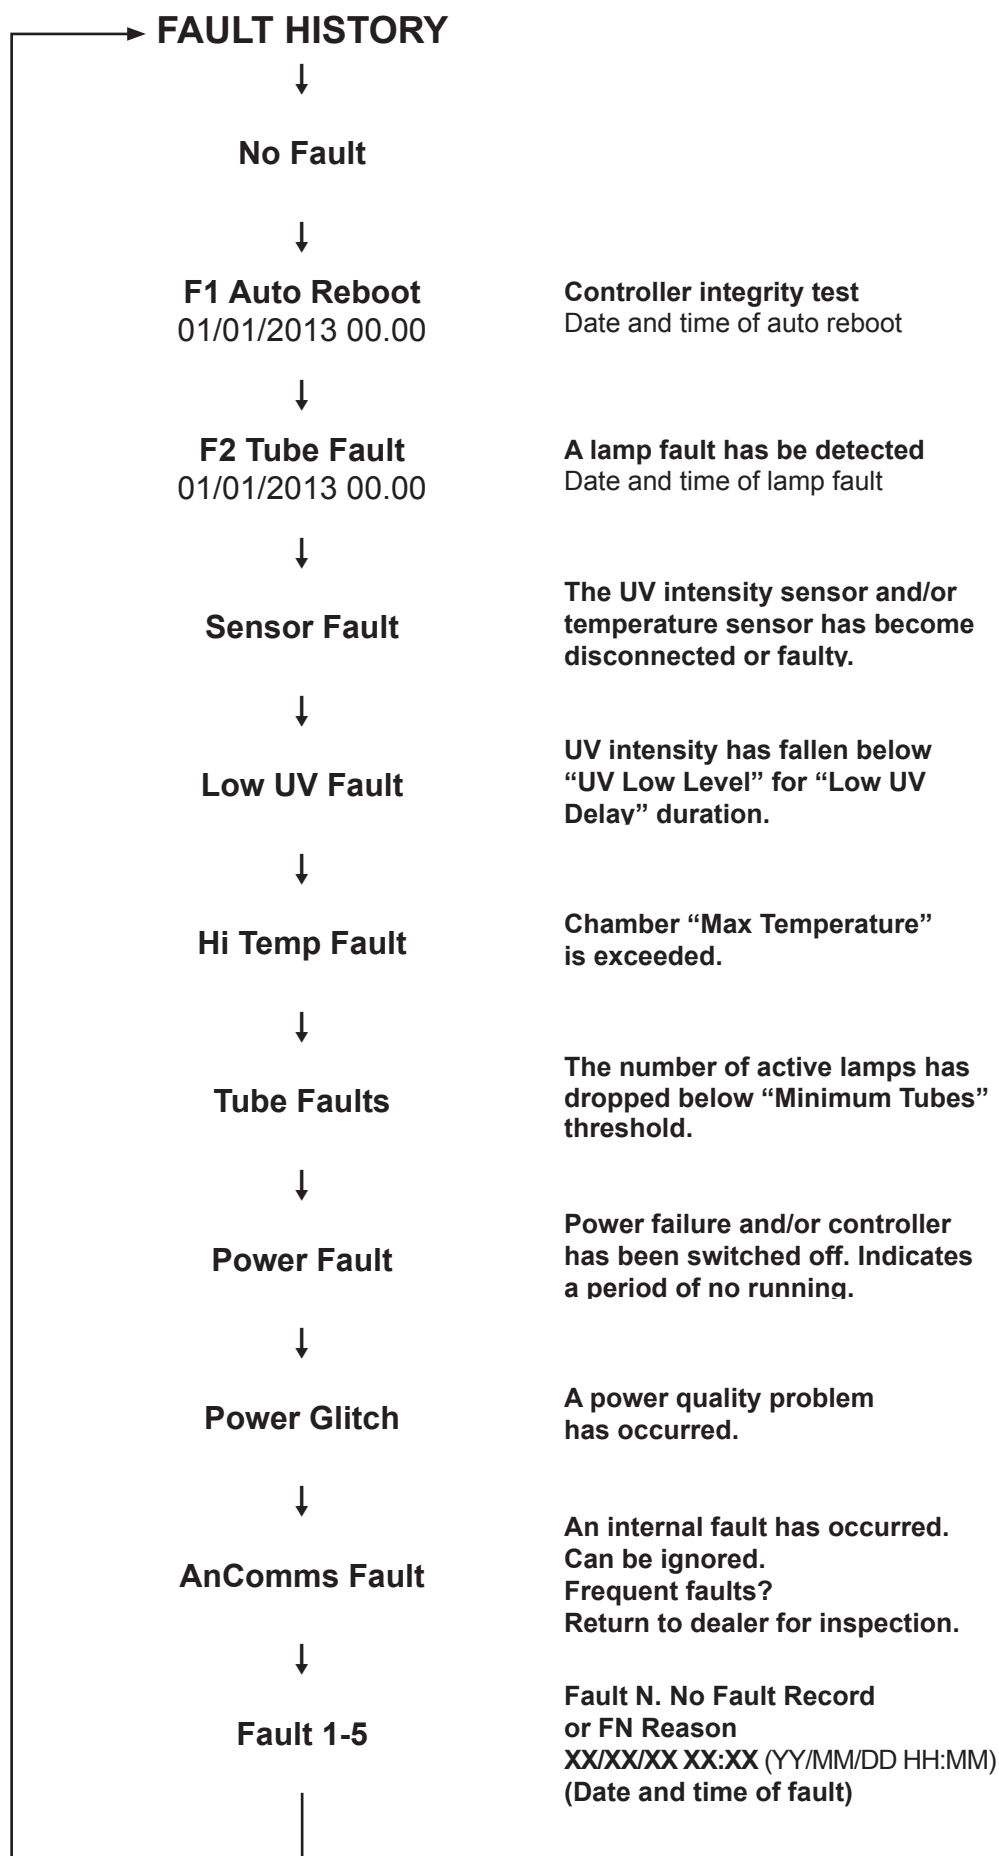 FAULT HISTORY
No Fault
F1 Auto Reboot
01/01/2013 00.00
Controller integrity test
Date and time of auto reboot
F2 Tube Fault
01/01/2013 00.00
A lamp fault has be detected
Date and time of lamp fault
Sensor Fault
The UV intensity sensor and/or
temperature sensor has become
disconnected or faulty.
Low UV Fault
UV intensity has fallen below
“UV Low Level” for “Low UV
Delay” duration.
Hi Temp Fault
Chamber “Max Temperature”
is exceeded.
Tube Faults
The number of active lamps has
dropped below “Minimum Tubes”
threshold.
Power Fault
Power failure and/or controller
has been switched off. Indicates
a period of no running.
Power Glitch
A power quality problem
has occurred.
AnComms Fault
An internal fault has occurred.
Can be ignored.
Frequent faults?
Return to dealer for inspection.
Fault 1-5
Fault N. No Fault Record
or FN Reason
XX/XX/XX XX:XX (YY/MM/DD HH:MM)
(Date and time of fault)